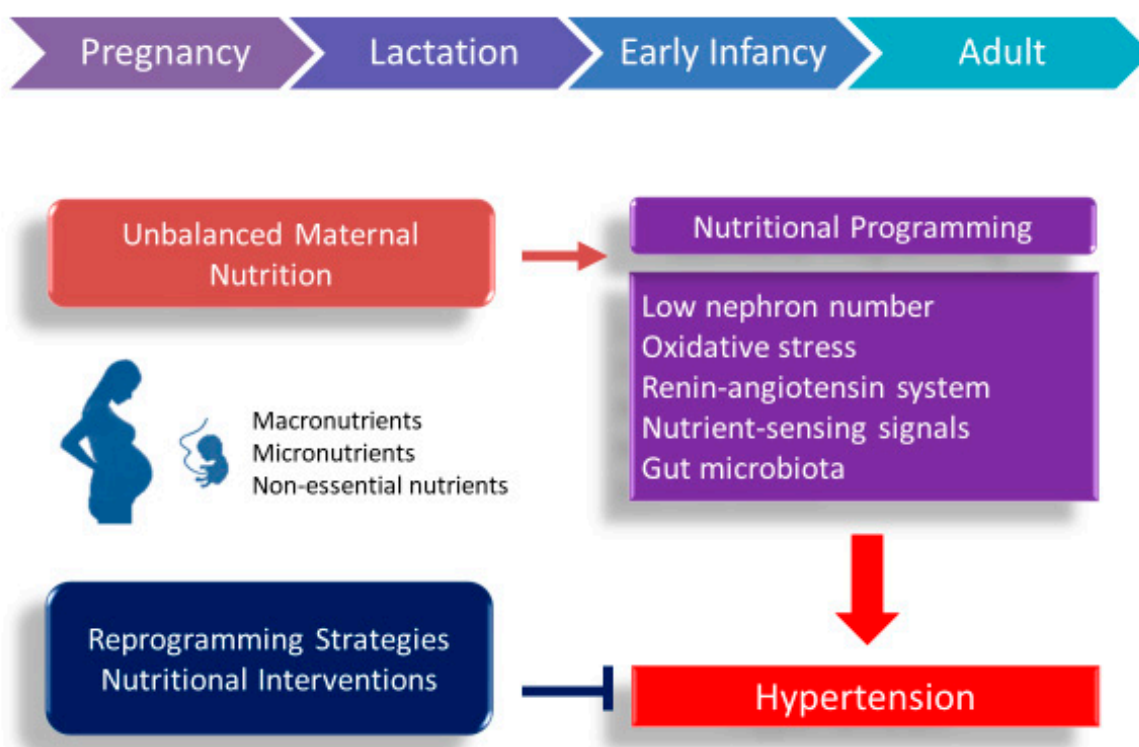 Pregnancy
Lactation
Early Infancy
Adult
Unbalanced Maternal
Nutrition
Nutritional Programming
Low nephron number
Oxidative stress
Renin-angiotensin system
Nutrient-sensing signals
Gut microbiota
Macronutrients
Micronutrients
Non-essential nutrients
Reprogramming Strategies
Nutritional Interventions
Hypertension